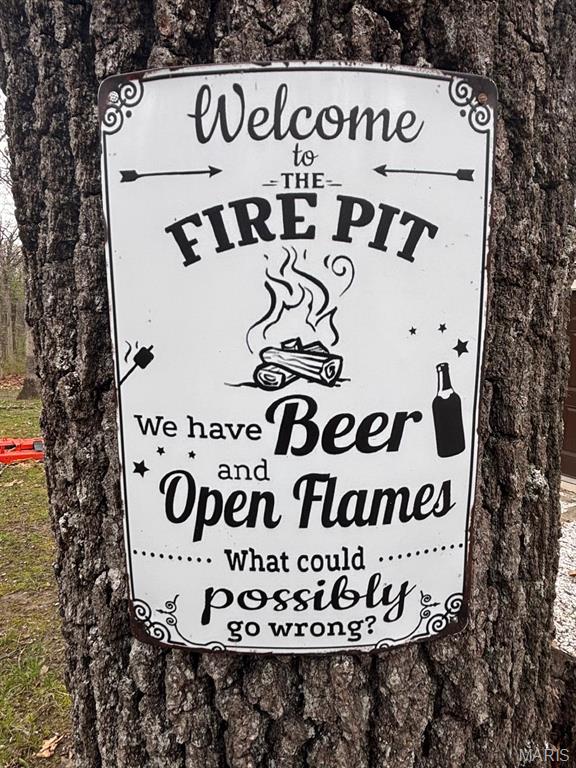 Welcome
to
THE
FIRE PIT
We have Beer
and
Open Flames
What could
possibly
go wrong?
MARIS